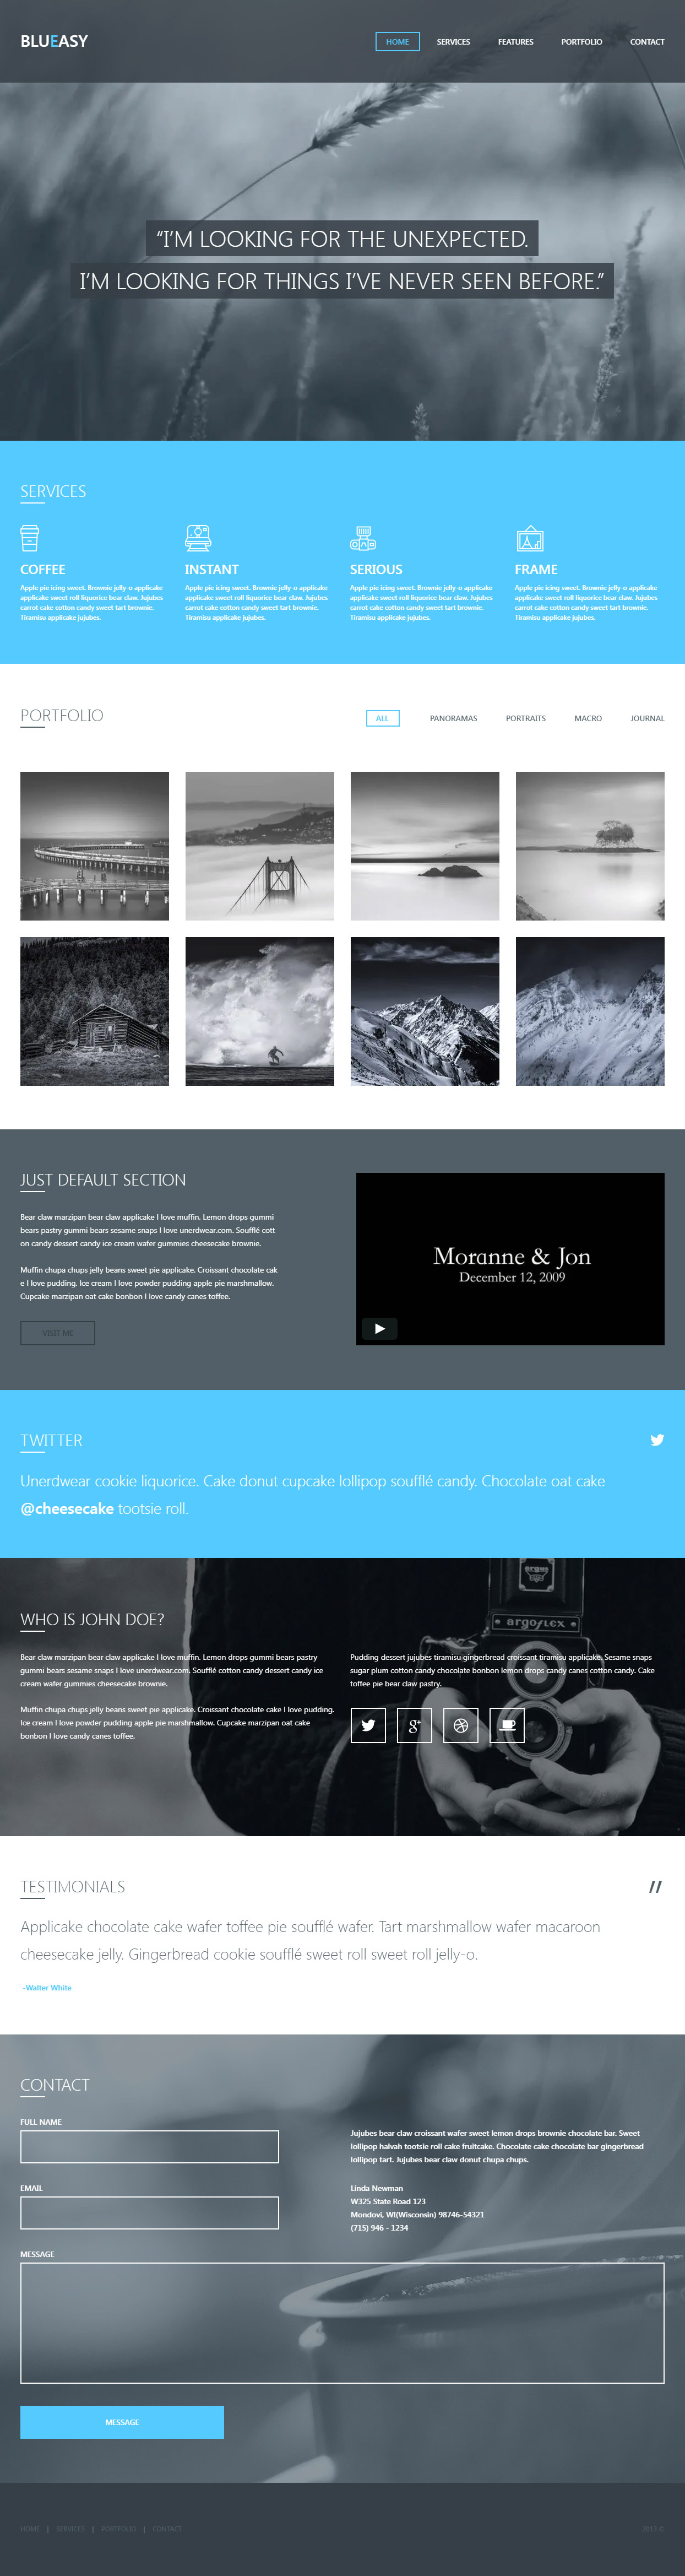 BLUEASY
HOME SERVICES FEATURES PORTFOLIO CONTACT
“I’M LOOKING FOR THE UNEXPECTED.
I’M LOOKING FOR THINGS I’VE NEVER SEEN BEFORE.”
SERVICES
COFFEE
Apple pie icing sweet. Brownie jelly-o applicake
applicake sweet roll liquorice bear claw. Jujubes
carrot cake cotton candy sweet tart brownie.
Tiramisu applicake jujubes.
INSTANT
Apple pie icing sweet. Brownie jelly-o applicake
applicake sweet roll liquorice bear claw. Jujubes
carrot cake cotton candy sweet tart brownie.
Tiramisu applicake jujubes.
SERIOUS
Apple pie icing sweet. Brownie jelly-o applicake
applicake sweet roll liquorice bear claw. Jujubes
carrot cake cotton candy sweet tart brownie.
Tiramisu applicake jujubes.
FRAME
Apple pie icing sweet. Brownie jelly-o applicake
applicake sweet roll liquorice bear claw. Jujubes
carrot cake cotton candy sweet tart brownie.
Tiramisu applicake jujubes.
PORTFOLIO
ALL PANORAMAS PORTRAITS MACRO JOURNAL
JUST DEFAULT SECTION
Bear claw marzipan bear claw applicake I love muffin. Lemon drops gummi
bears pastry gummi bears sesame snaps I love unerdwear.com. Soufflé cott
on candy dessert candy ice cream wafer gummies cheesecake brownie.
Muffin chupa chups jelly beans sweet pie applicake. Croissant chocolate cak
e I love pudding. Ice cream I love powder pudding apple pie marshmallow.
Cupcake marzipan oat cake bonbon I love candy canes toffee.
VISIT ME
Moranne & Jon
December 12, 2009
TWITTER
Unerdwear cookie liquorice. Cake donut cupcake lollipop soufflé candy. Chocolate oat cake
@cheesecake tootsie roll.
argus
argoflex
WHO IS JOHN DOE?
Bear claw marzipan bear claw applicake I love muffin. Lemon drops gummi bears pastry
gummi bears sesame snaps I love unerdwear.com. Soufflé cotton candy dessert candy ice
cream wafer gummies cheesecake brownie.
Muffin chupa chups jelly beans sweet pie applicake. Croissant chocolate cake I love pudding.
Ice cream I love powder pudding apple pie marshmallow. Cupcake marzipan oat cake
bonbon I love candy canes toffee.
Pudding dessert jujubes tiramisu gingerbread croissant tiramisu applicake. Sesame snaps
sugar plum cotton candy chocolate bonbon lemon drops candy canes cotton candy. Cake
toffee pie bear claw pastry.
g+
TESTIMONIALS
Applicake chocolate cake wafer toffee pie soufflé wafer. Tart marshmallow wafer macaroon
cheesecake jelly. Gingerbread cookie soufflé sweet roll sweet roll jelly-o.
-Walter White
CONTACT
FULL NAME
EMAIL
Jujubes bear claw croissant wafer sweet lemon drops brownie chocolate bar. Sweet
lollipop halvah tootsie roll cake fruitcake. Chocolate cake chocolate bar gingerbread
lollipop tart. Jujubes bear claw donut chupa chups.
Linda Newman
W325 State Road 123
Mondovi, WI(Wisconsin) 98746-54321
(715) 946 - 1234
MESSAGE
MESSAGE
HOME | SERVICES | PORTFOLIO | CONTACT
2013 ©